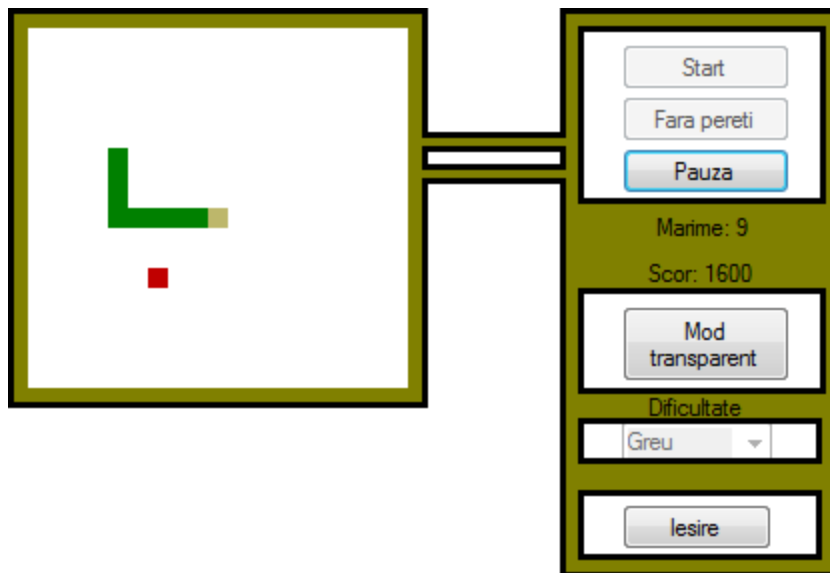 Start
Fara pereti
Pauza
Marime: 9
Scor: 1600
Mod
transparent
Dificultate
Greu
Iesire